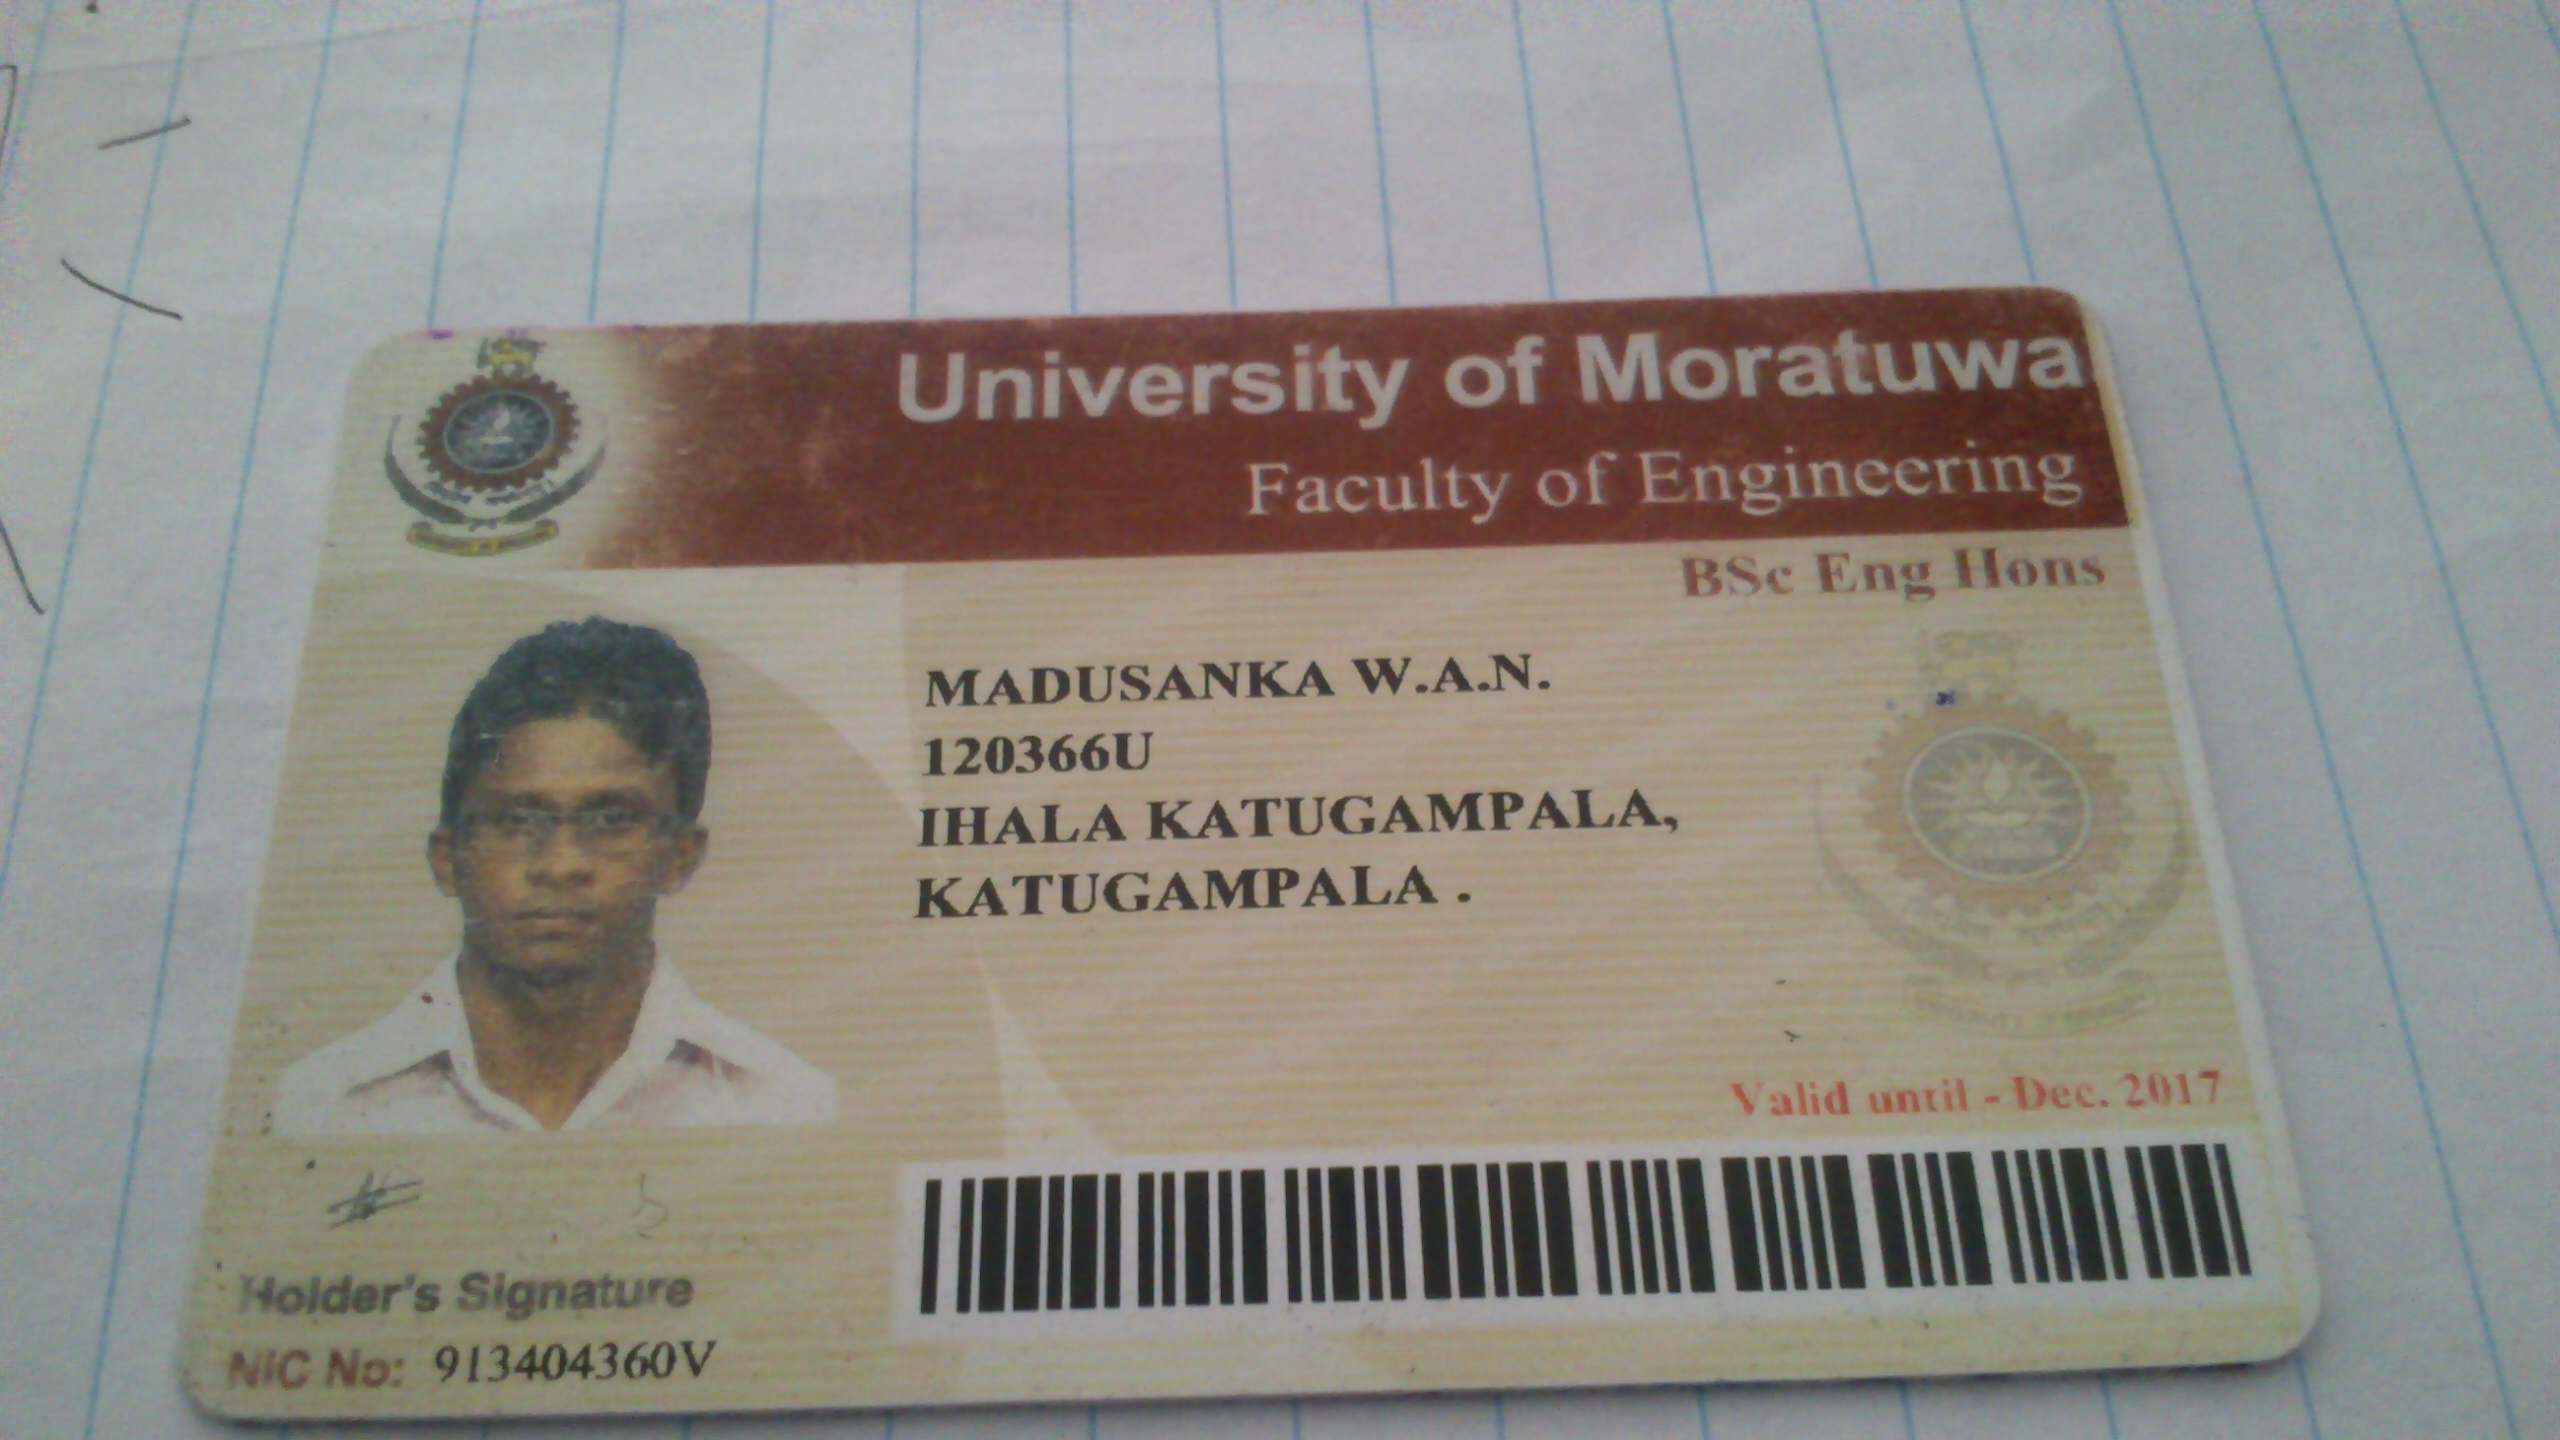 University of Moratuwa
Faculty of Engineering
BSc Eng Hons
MADUSANKA W.A.N.
120366U
IHALA KATUGAMPALA,
KATUGAMPALA .
Valid until - Dec. 2017
Holder's Signature
NIC No: 913404360V